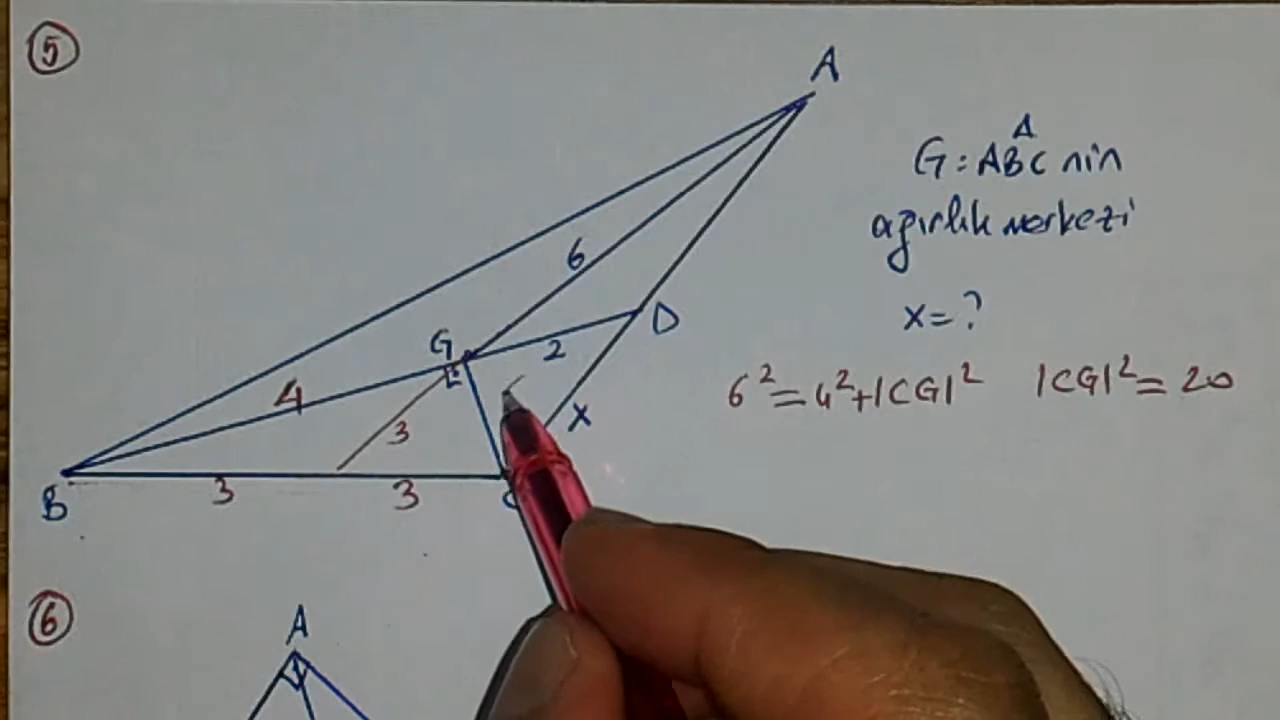 5
A
G : ABC nin
ağırlık merkezi
x = ?
6
G
D
2
4
6² = 4² + |CG|² |CG|² = 20
3
x
B
3
3
C
6
A